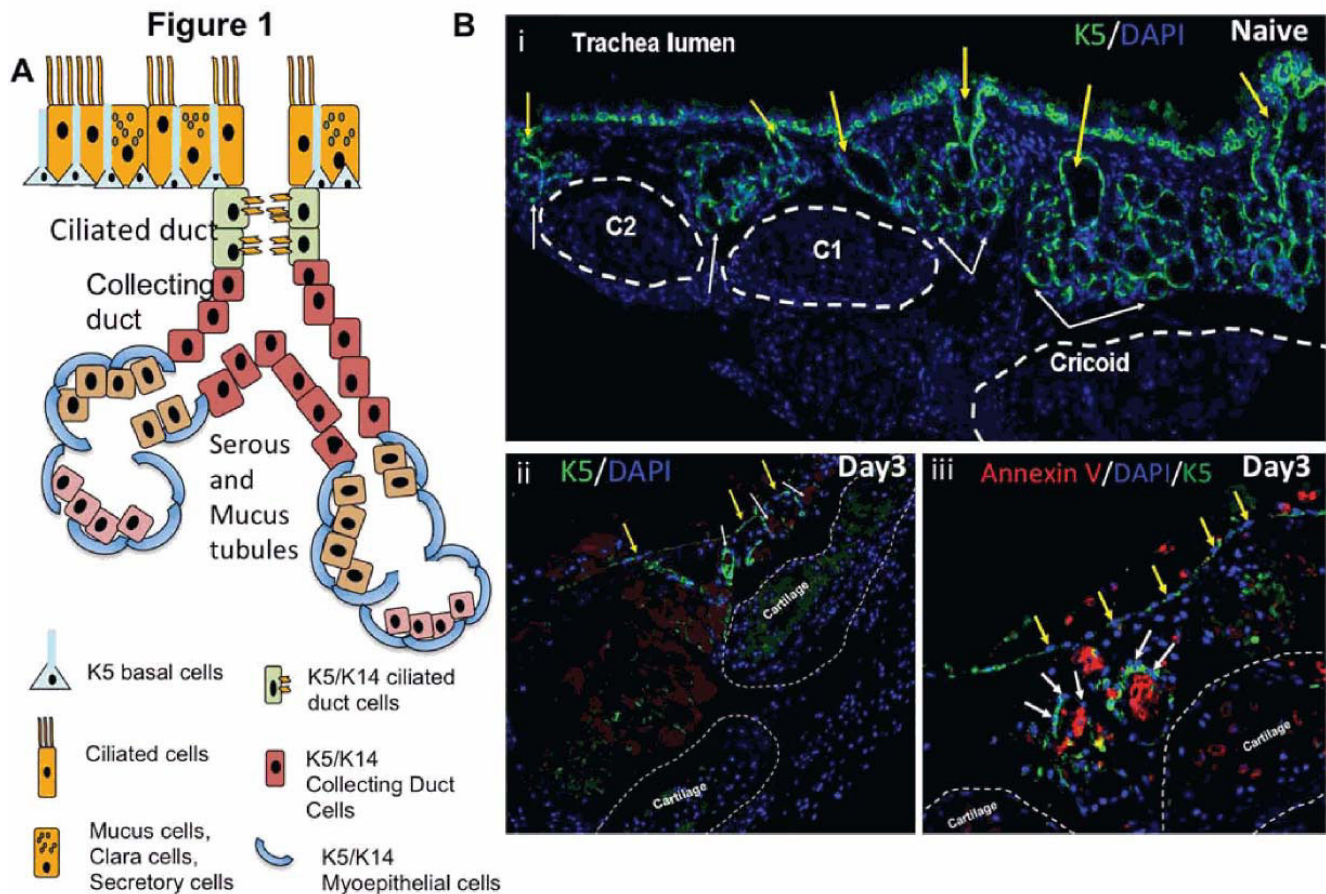 Figure 1
A
Ciliated duct
Collecting
duct
Serous
and
Mucus
tubules
K5 basal cells
K5/K14 ciliated
duct cells
Ciliated cells
K5/K14
Collecting Duct
Cells
Mucus cells,
Clara cells,
Secretory cells
K5/K14
Myoepithelial cells
B
i
Trachea lumen
K5/DAPI
Naive
C2
C1
Cricoid
ii
K5/DAPI
Day3
Cartilage
Cartilage
iii
Annexin V/DAPI/K5
Day3
Cartilage
Cartilage